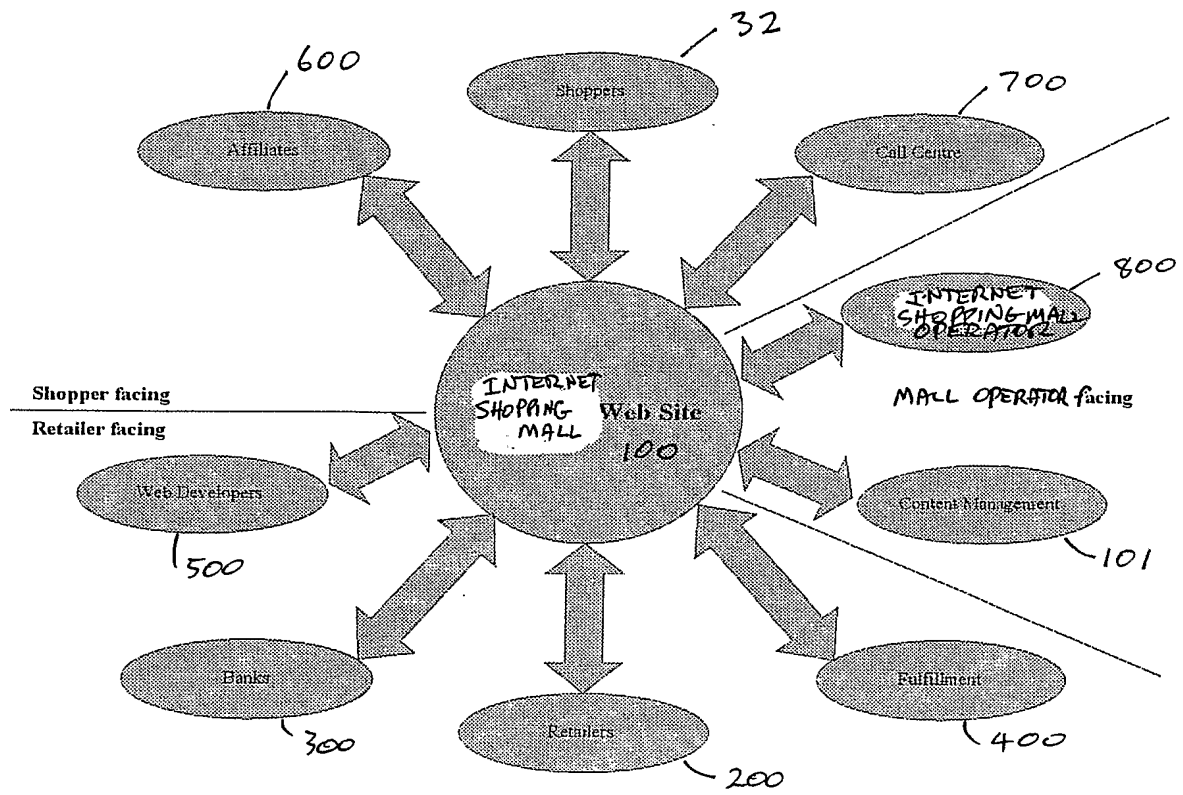 32
600
Shoppers
700
Affiliates
Call Centre
800
INTERNET
SHOPPING MALL
OPERATOR
Shopper facing
Retailer facing
INTERNET
SHOPPING
MALL
Web Site
100
MALL OPERATOR facing
Web Developers
500
Content Management
101
Banks
300
Retailers
200
Fulfillment
400